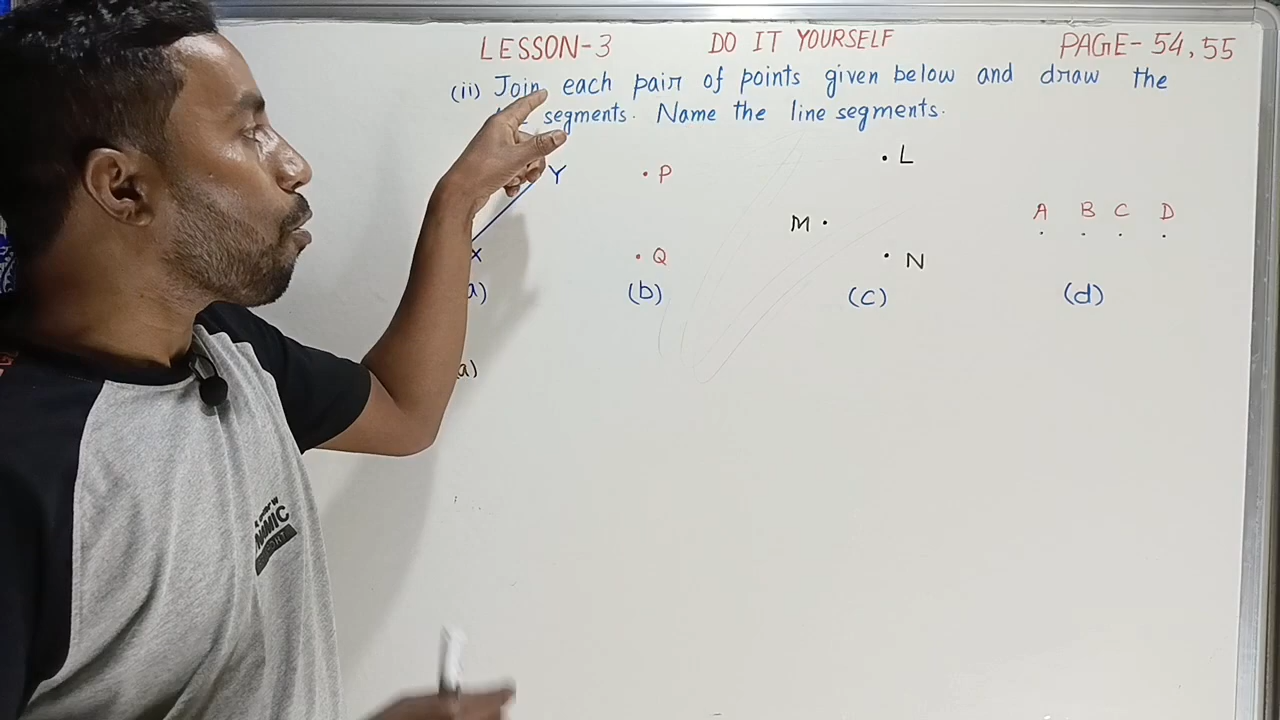 LESSON-3 DO IT YOURSELF PAGE- 54, 55
(ii) Join each pair of points given below and draw the
segments. Name the line segments.
Y P L
M A B C D
X Q N
a) (b) (c) (d)
a)